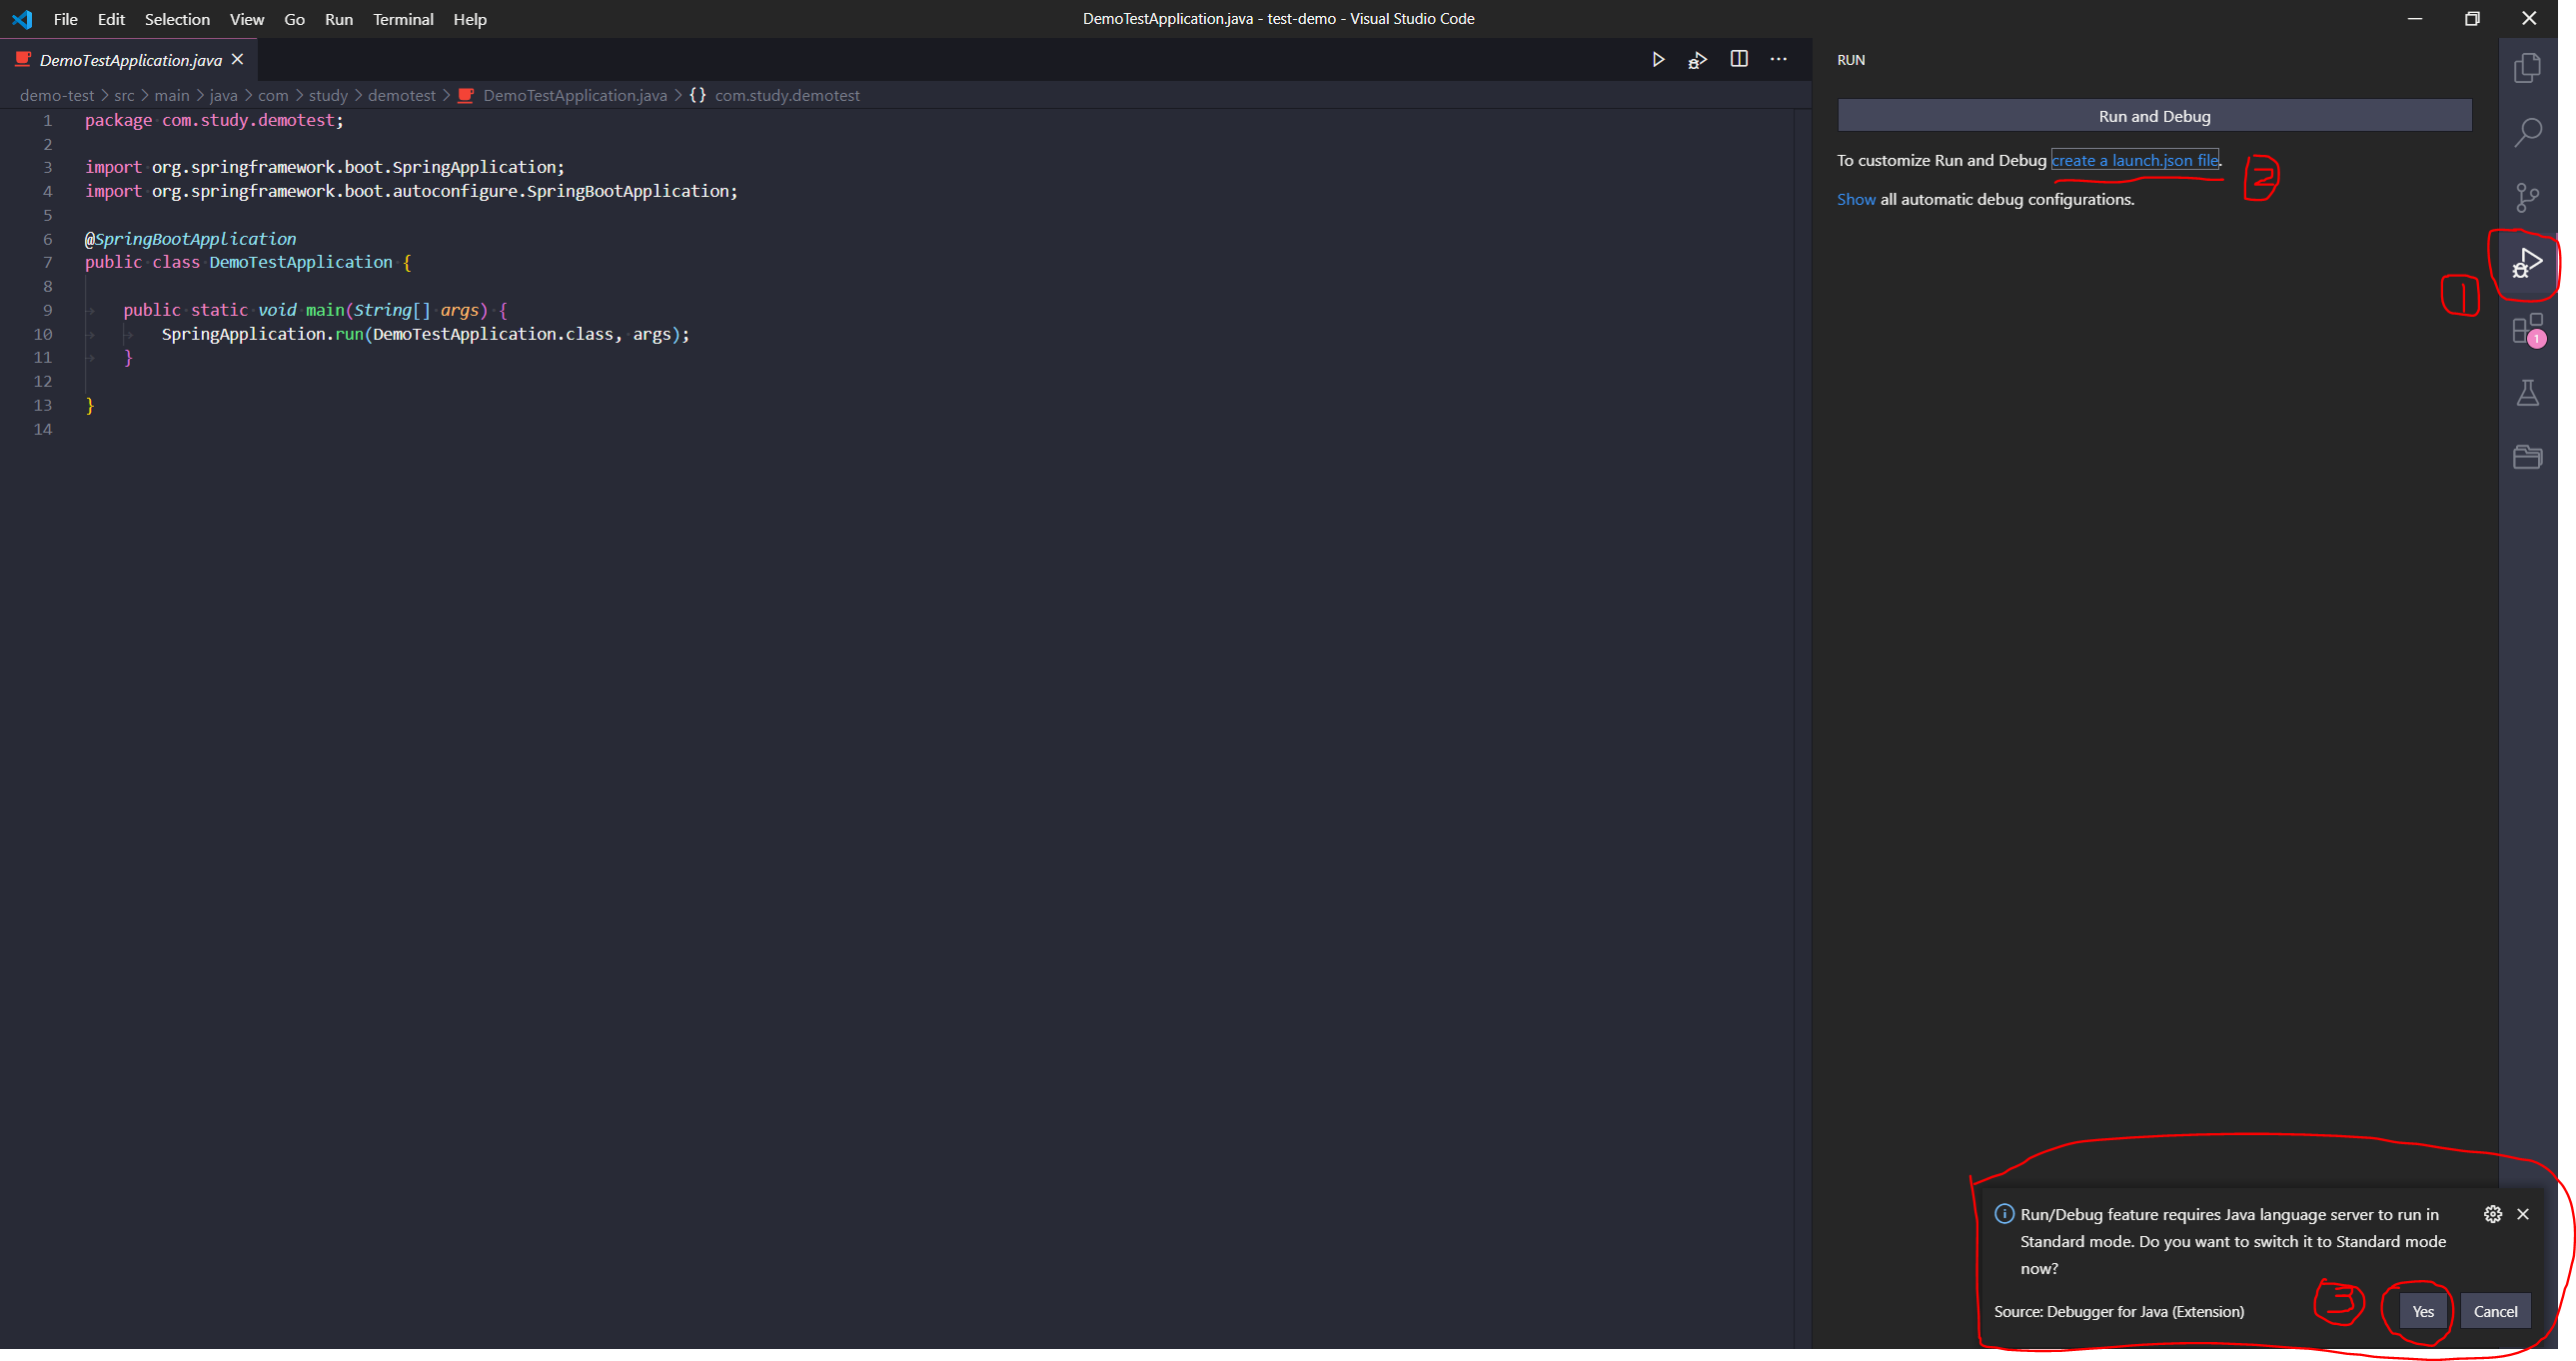 File Edit Selection View Go Run Terminal Help
DemoTestApplication.java - test-demo - Visual Studio Code
DemoTestApplication.java
demo-test > src > main > java > com > study > demotest > DemoTestApplication.java > {} com.study.demotest
1 package com.study.demotest;
2
3 import org.springframework.boot.SpringApplication;
4 import org.springframework.boot.autoconfigure.SpringBootApplication;
5
6 @SpringBootApplication
7 public class DemoTestApplication {
8
9 public static void main(String[] args) {
10 SpringApplication.run(DemoTestApplication.class, args);
11 }
12
13 }
14
RUN
Run and Debug
To customize Run and Debug create a launch.json file.
2
Show all automatic debug configurations.
1
1
Run/Debug feature requires Java language server to run in
Standard mode. Do you want to switch it to Standard mode
now?
Source: Debugger for Java (Extension)
3
Yes
Cancel